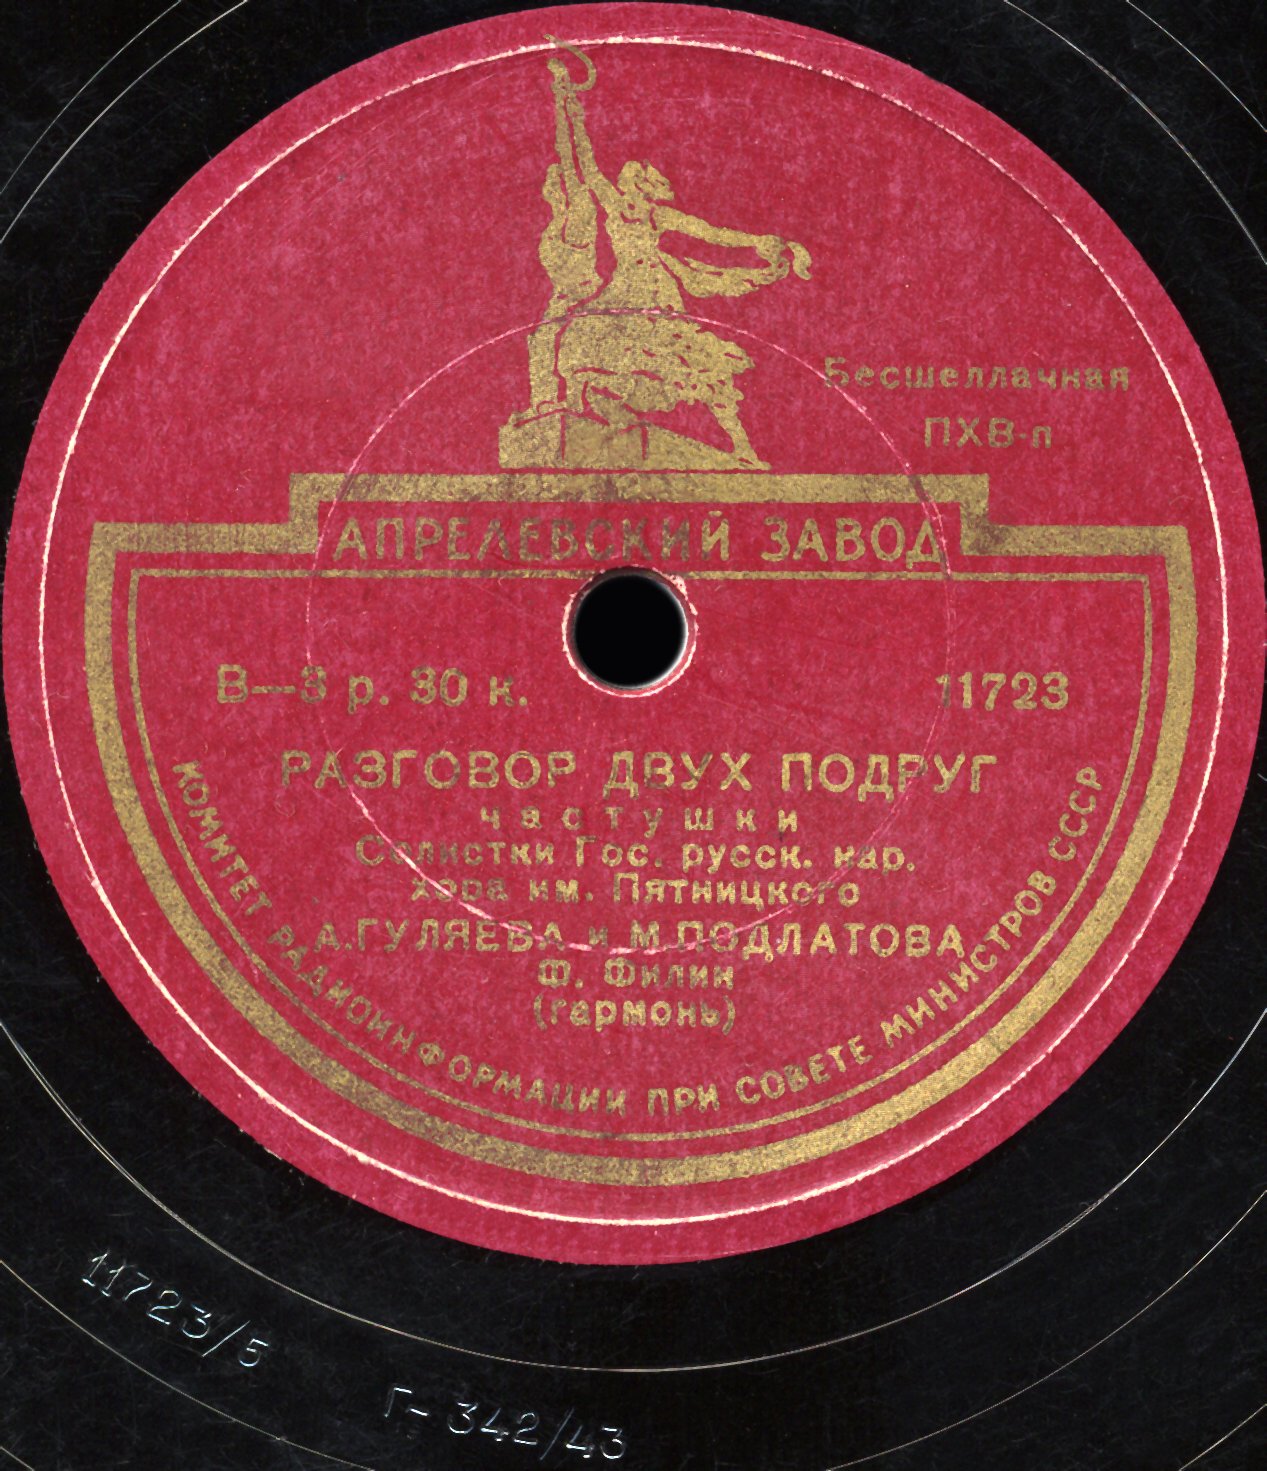 Бесшеллачная
ПХВ-п
АПРЕЛЕВСКИЙ ЗАВОД
В—3 р. 30 к.
11723
РАЗГОВОР ДВУХ ПОДРУГ
частушки
Солистки Гос. русск. нар.
хора им. Пятницкого
А.ГУЛЯЕВА и М.ПОДЛАТОВА
Ф. Филин
(гармонь)
КОМИТЕТ РАДИОИНФОРМАЦИИ ПРИ СОВЕТЕ МИНИСТРОВ СССР
11723/5
Г-342/43